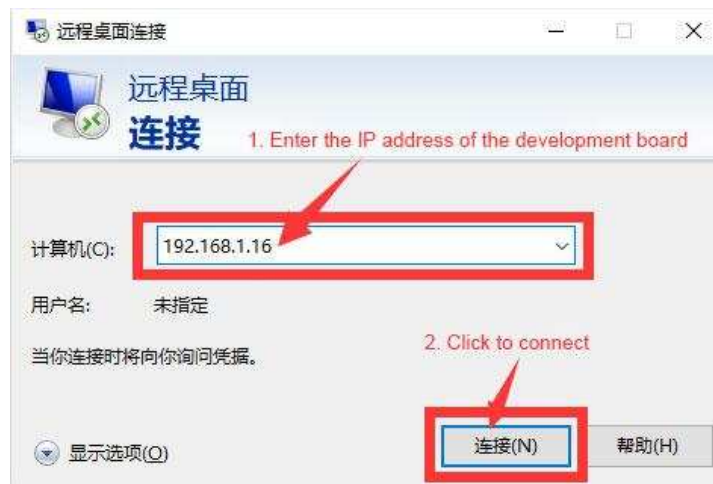 远程桌面连接
远程桌面
连接
1. Enter the IP address of the development board
计算机(C):
192.168.1.16
用户名:
未指定
当你连接时将向你询问凭据。
2. Click to connect
显示选项(O)
连接(N)
帮助(H)